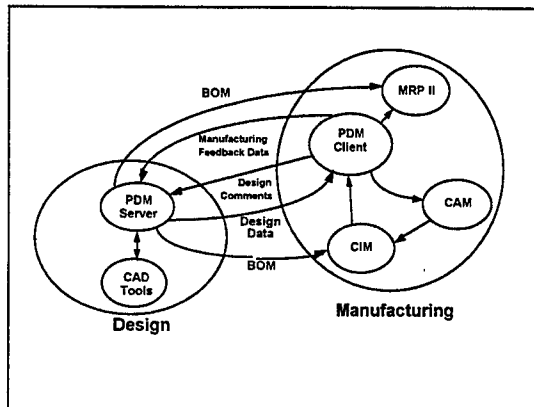 BOM
MRP II
Manufacturing
Feedback Data
PDM
Client
Design
Comments
PDM
Server
Design
Data
CAM
CIM
BOM
CAD
Tools
Design
Manufacturing